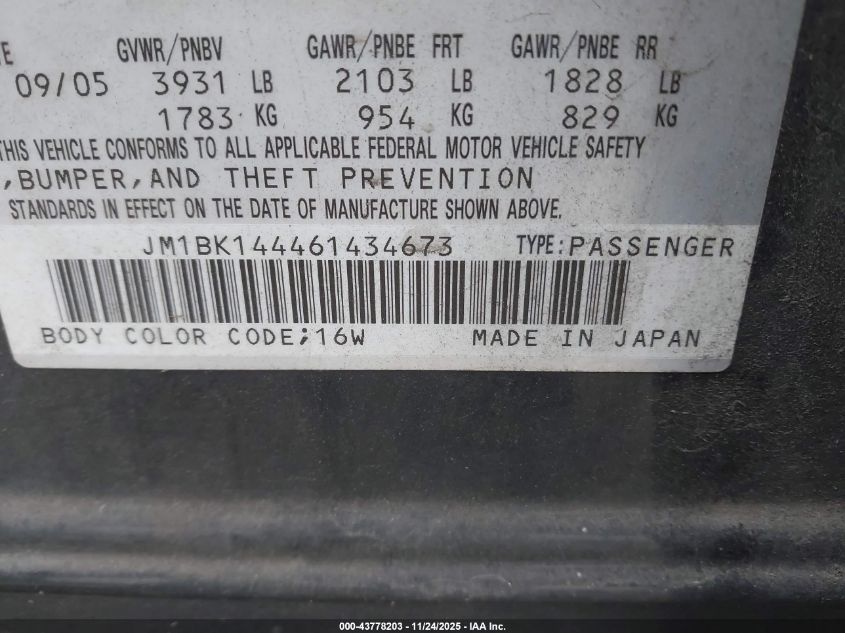 GVWR/PNBV GAWR/PNBE FRT GAWR/PNBE RR
09/05 3931 LB 2103 LB 1828 LB
1783 KG 954 KG 829 KG
THIS VEHICLE CONFORMS TO ALL APPLICABLE FEDERAL MOTOR VEHICLE SAFETY
,BUMPER,AND THEFT PREVENTION
STANDARDS IN EFFECT ON THE DATE OF MANUFACTURE SHOWN ABOVE.
JM1BK144461434673 TYPE:PASSENGER
BODY COLOR CODE;16W MADE IN JAPAN
000-43778203 - 11/24/2025 - IAA Inc.